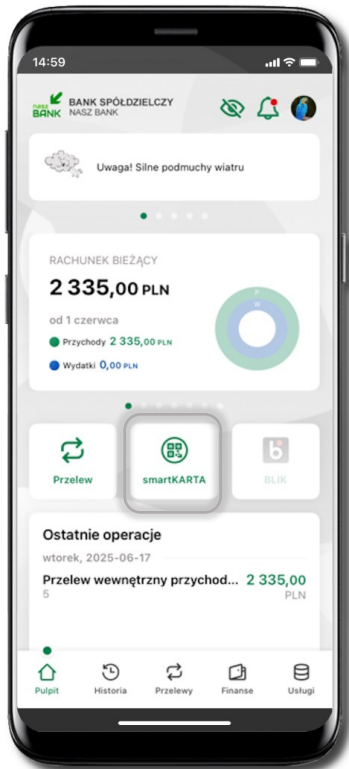 14:59
nasz BANK
BANK SPÓŁDZIELCZY
NASZ BANK
Uwaga! Silne podmuchy wiatru
RACHUNEK BIEŻĄCY
2 335,00 PLN
od 1 czerwca
Przychody 2 335,00 PLN
Wydatki 0,00 PLN
P
W
Przelew
smartKARTA
BLIK
Ostatnie operacje
wtorek, 2025-06-17
Przelew wewnętrzny przychod... 2 335,00
5 PLN
Pulpit
Historia
Przelewy
Finanse
Usługi